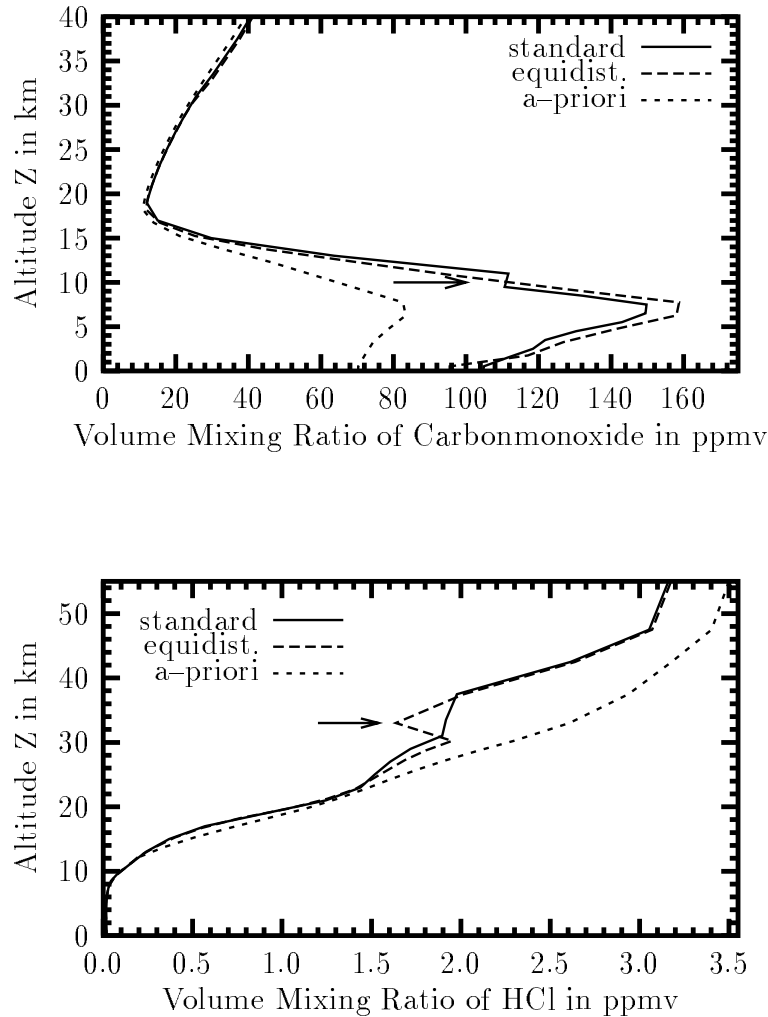 40
35
30
25
20
15
10
5
0
Altitude Z in km
standard
equidist.
a–priori
0 20 40 60 80 100 120 140 160
Volume Mixing Ratio of Carbonmonoxide in ppmv
50
40
30
20
10
0
Altitude Z in km
standard
equidist.
a–priori
0.0 0.5 1.0 1.5 2.0 2.5 3.0 3.5
Volume Mixing Ratio of HCl in ppmv